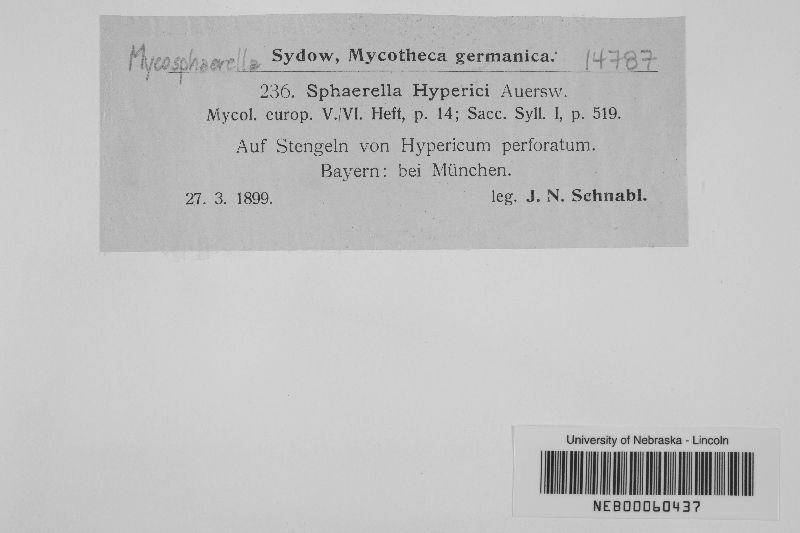 Mycosphaerella Sydow, Mycotheca germanica. 14787
236. Sphaerella Hyperici Auersw.
Mycol. europ. V./VI. Heft, p. 14; Sacc. Syll. I, p. 519.
Auf Stengeln von Hypericum perforatum.
Bayern: bei München.
27. 3. 1899. leg. J. N. Schnabl.
University of Nebraska - Lincoln
NEB00060437